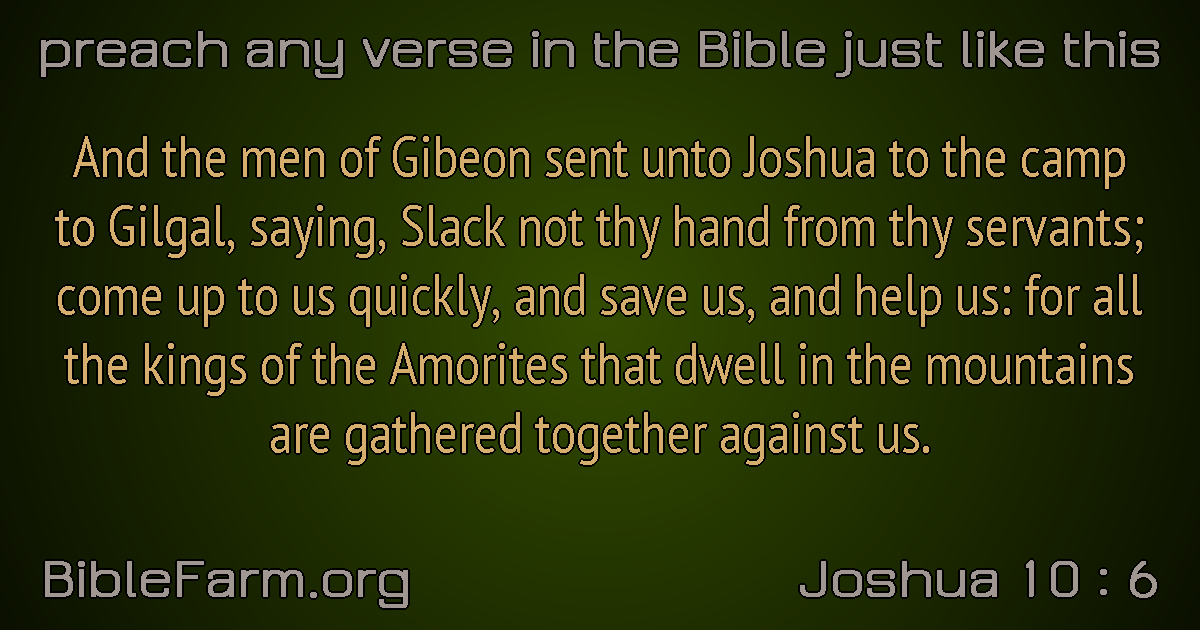 preach any verse in the Bible just like this
And the men of Gibeon sent unto Joshua to the camp
to Gilgal, saying, Slack not thy hand from thy servants;
come up to us quickly, and save us, and help us: for all
the kings of the Amorites that dwell in the mountains
are gathered together against us.
BibleFarm.org
Joshua 10 : 6